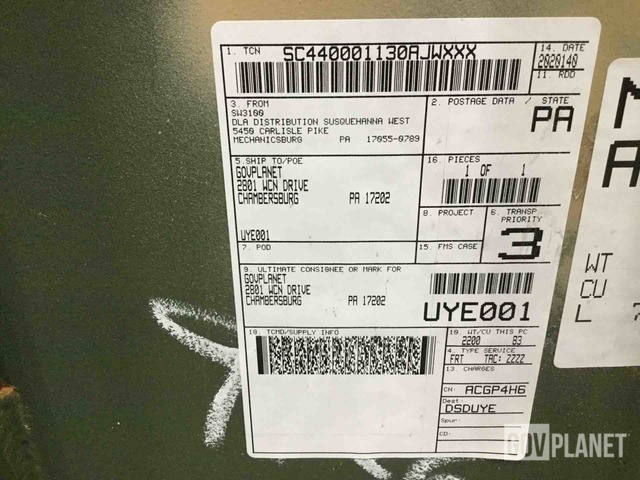 1. TCN SC440001130AJWXXX
14. DATE
2020140
11. RDD
3. FROM
SW3100
DLA DISTRIBUTION SUSQUEHANNA WEST
5450 CARLISLE PIKE
MECHANICSBURG PA 17055-0789
2. POSTAGE DATA / STATE
PA
5. SHIP TO/POE
GOVPLANET
2801 WCN DRIVE
CHAMBERSBURG PA 17202
UYE001
16. PIECES
1 OF 1
8. PROJECT
6. TRANSP PRIORITY
3
7. POD
15. FMS CASE
9. ULTIMATE CONSIGNEE OR MARK FOR
GOVPLANET
2801 WCN DRIVE
CHAMBERSBURG PA 17202
UYE001
18. TCMD/SUPPLY INFO
10. WT/CU THIS PC
2200 83
4. TYPE SERVICE
FRT TAC: ZZZZ
13. CHARGES
CN: ACGP4H6
Dest:
DSDUYE
Spur:
CD:
WT
CU
L
GOVPLANET